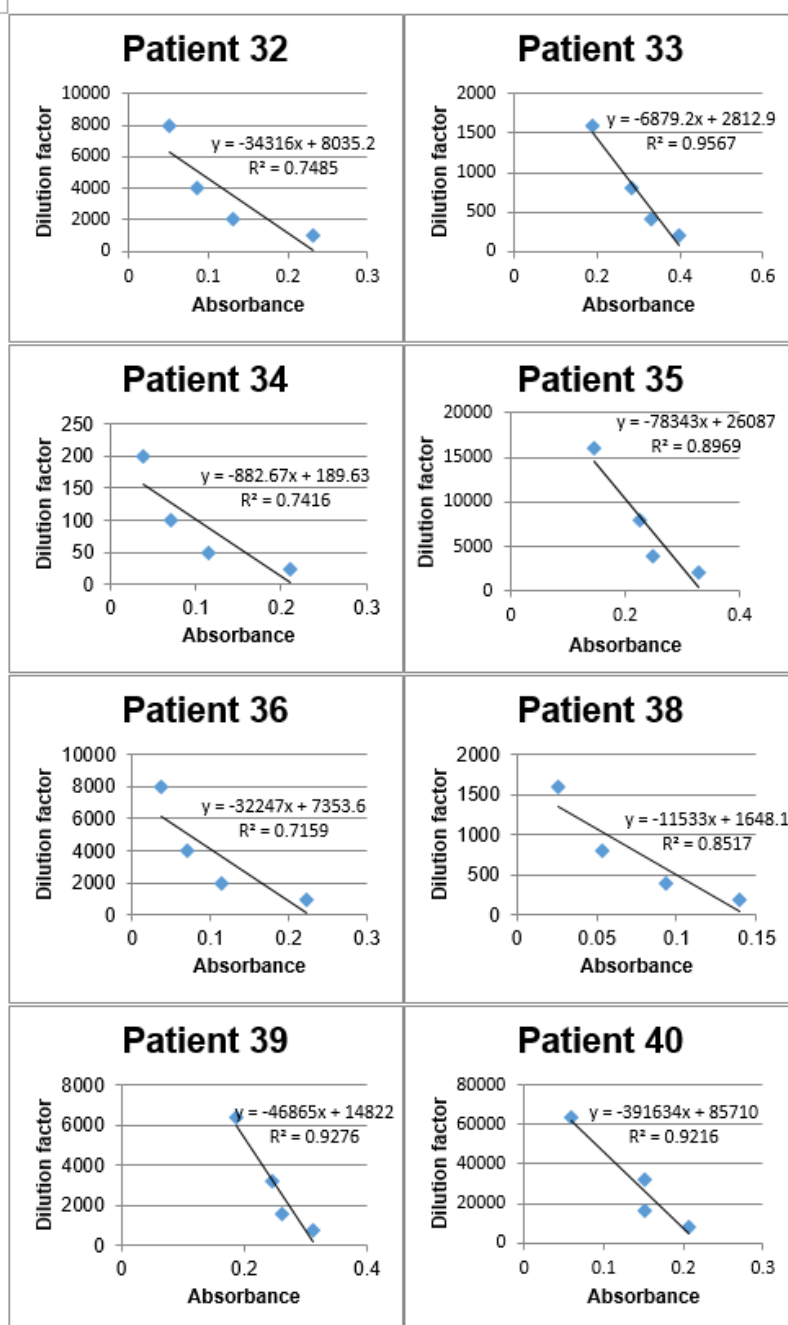 Patient 32
10000
8000
6000
4000
2000
0
Dilution factor
y = -34316x + 8035.2
R² = 0.7485
0 0.1 0.2 0.3
Absorbance
Patient 33
2000
1500
1000
500
0
Dilution factor
y = -6879.2x + 2812.9
R² = 0.9567
0 0.2 0.4 0.6
Absorbance
Patient 34
250
200
150
100
50
0
Dilution factor
y = -882.67x + 189.63
R² = 0.7416
0 0.1 0.2 0.3
Absorbance
Patient 35
20000
15000
10000
5000
0
Dilution factor
y = -78343x + 26087
R² = 0.8969
0 0.2 0.4
Absorbance
Patient 36
10000
8000
6000
4000
2000
0
Dilution factor
y = -32247x + 7353.6
R² = 0.7159
0 0.1 0.2 0.3
Absorbance
Patient 38
2000
1500
1000
500
0
Dilution factor
y = -11533x + 1648.1
R² = 0.8517
0 0.05 0.1 0.15
Absorbance
Patient 39
8000
6000
4000
2000
0
Dilution factor
y = -46865x + 14822
R² = 0.9276
0 0.2 0.4
Absorbance
Patient 40
80000
60000
40000
20000
0
Dilution factor
y = -391634x + 85710
R² = 0.9216
0 0.1 0.2 0.3
Absorbance